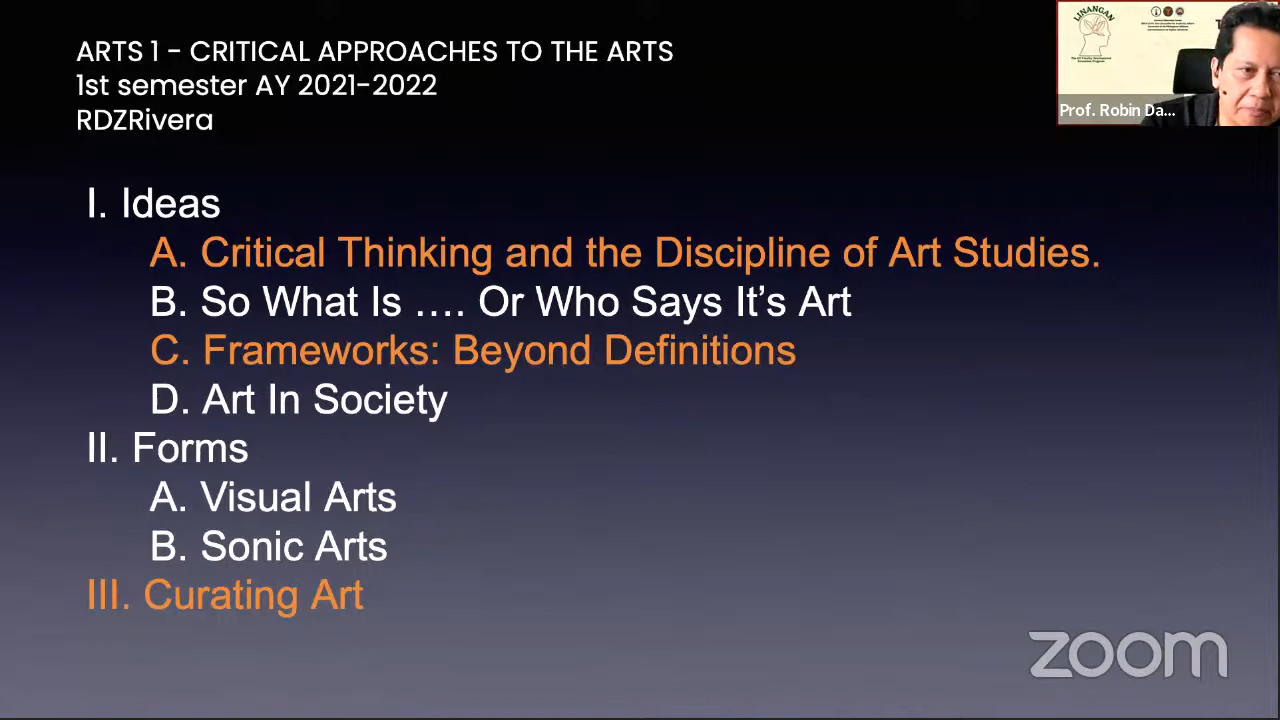 ARTS 1 - CRITICAL APPROACHES TO THE ARTS
1st semester AY 2021-2022
RDZRivera
I. Ideas
A. Critical Thinking and the Discipline of Art Studies.
B. So What Is …. Or Who Says It’s Art
C. Frameworks: Beyond Definitions
D. Art In Society
II. Forms
A. Visual Arts
B. Sonic Arts
III. Curating Art
LINANGAN
Prof. Robin Da...
zoom